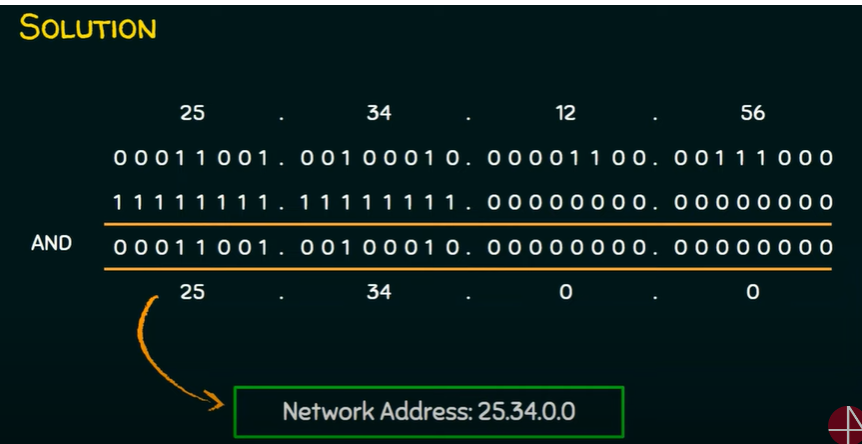 SOLUTION
25 . 34 . 12 . 56
00011001.00100010.00001100.00111000
11111111.11111111.00000000.00000000
AND 00011001.00100010.00000000.00000000
25 . 34 . 0 . 0
Network Address: 25.34.0.0